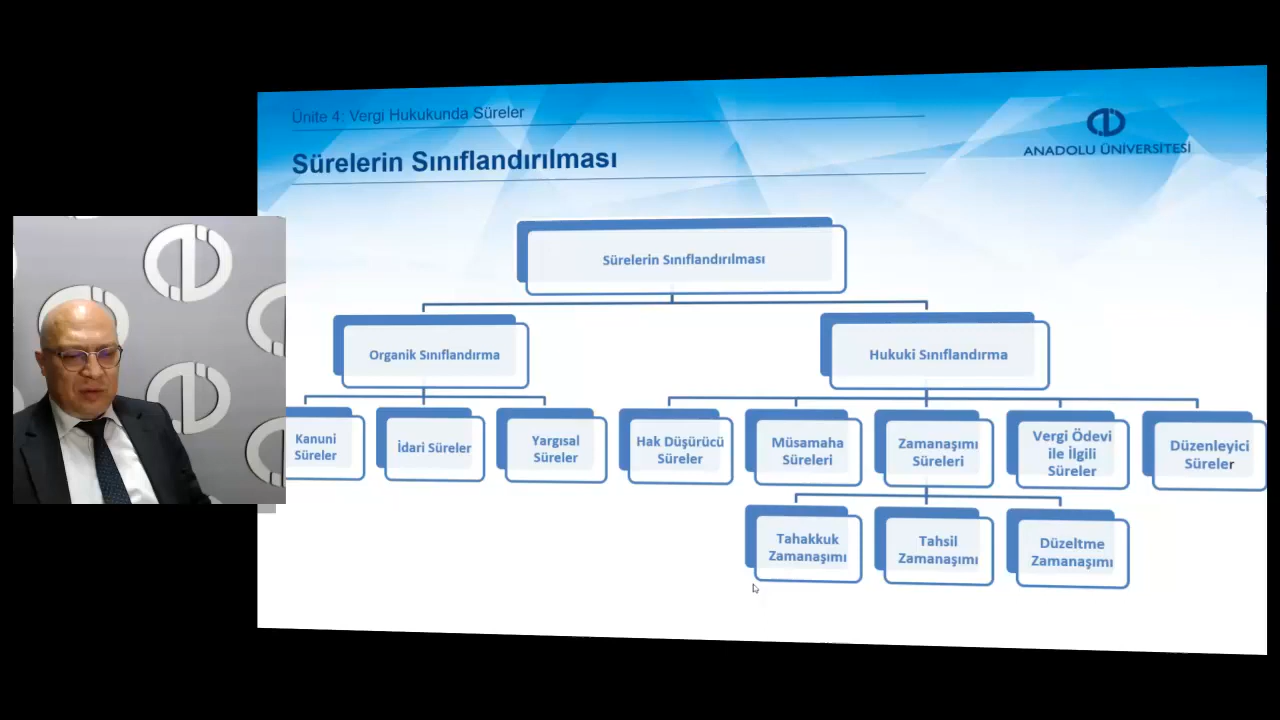 Ünite 4: Vergi Hukukunda Süreler
ANADOLU ÜNİVERSİTESİ
Sürelerin Sınıflandırılması
Sürelerin Sınıflandırılması
Organik Sınıflandırma
Hukuki Sınıflandırma
Kanuni
Süreler
İdari Süreler
Yargısal
Süreler
Hak Düşürücü
Süreler
Müsamaha
Süreleri
Zamanaşımı
Süreleri
Vergi Ödevi
ile İlgili
Süreler
Düzenleyici
Süreler
Tahakkuk
Zamanaşımı
Tahsil
Zamanaşımı
Düzeltme
Zamanaşımı